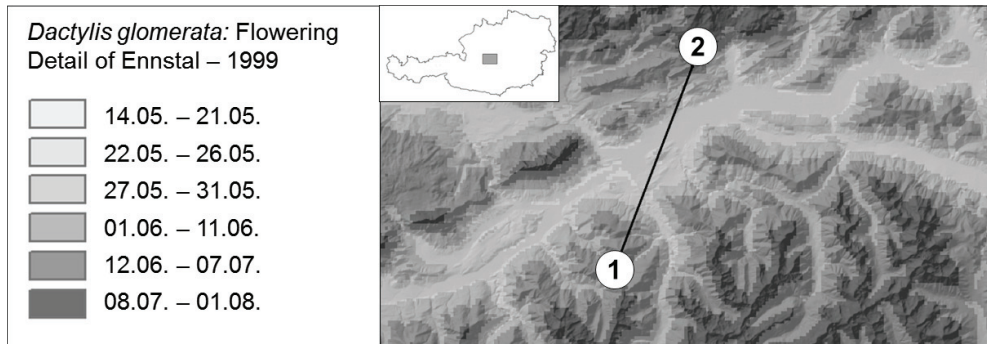 Dactylis glomerata: Flowering
Detail of Ennstal – 1999
14.05. – 21.05.
22.05. – 26.05.
27.05. – 31.05.
01.06. – 11.06.
12.06. – 07.07.
08.07. – 01.08.
2
1